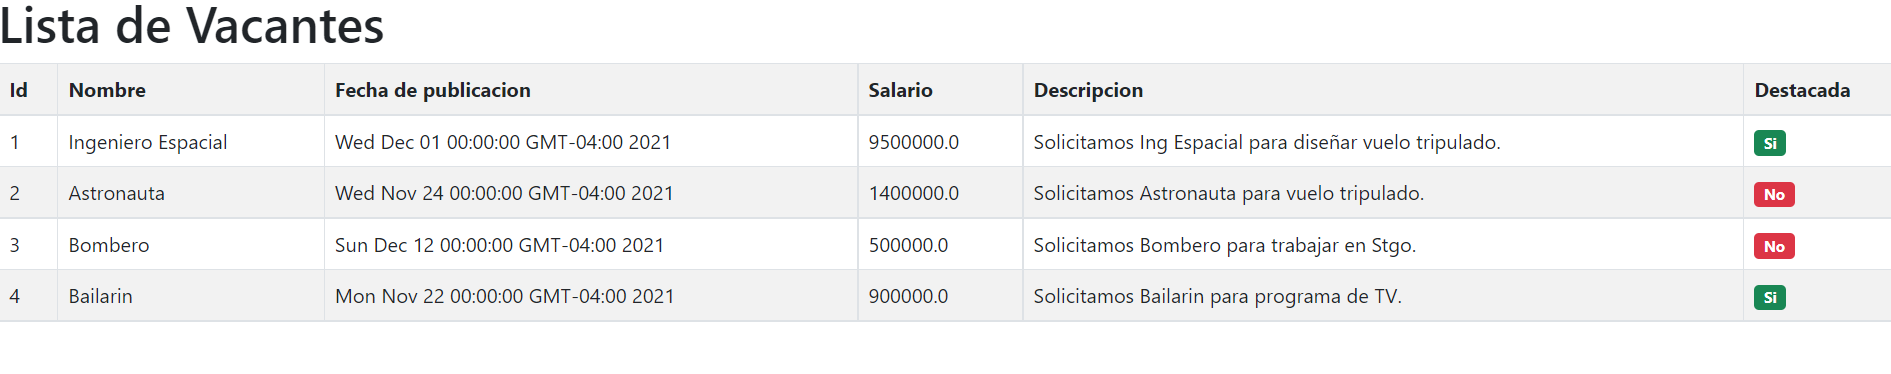 Lista de Vacantes
Id Nombre Fecha de publicacion Salario Descripcion Destacada
1 Ingeniero Espacial Wed Dec 01 00:00:00 GMT-04:00 2021 9500000.0 Solicitamos Ing Espacial para diseñar vuelo tripulado. Si
2 Astronauta Wed Nov 24 00:00:00 GMT-04:00 2021 1400000.0 Solicitamos Astronauta para vuelo tripulado. No
3 Bombero Sun Dec 12 00:00:00 GMT-04:00 2021 500000.0 Solicitamos Bombero para trabajar en Stgo. No
4 Bailarin Mon Nov 22 00:00:00 GMT-04:00 2021 900000.0 Solicitamos Bailarin para programa de TV. Si